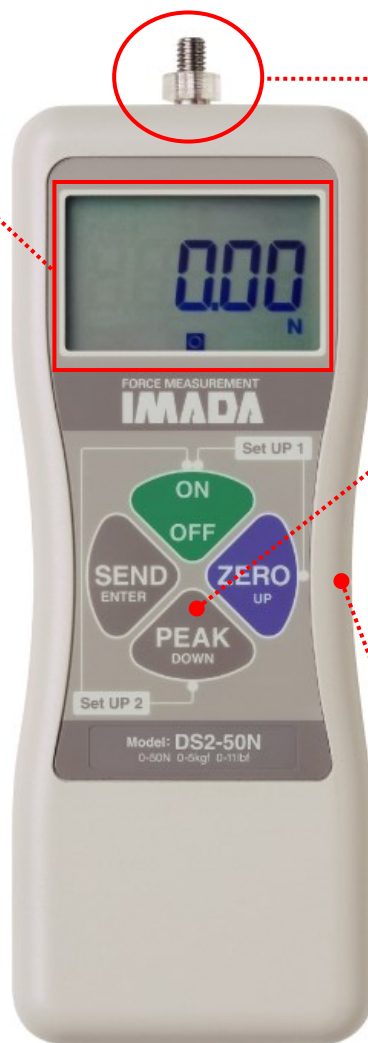 0.00
N
FORCE MEASUREMENT
IMADA
Set UP 1
ON
OFF
SEND
ENTER
ZERO
UP
PEAK
DOWN
Set UP 2
Model: DS2-50N
0-50N 0-5kgf 0-11lbf